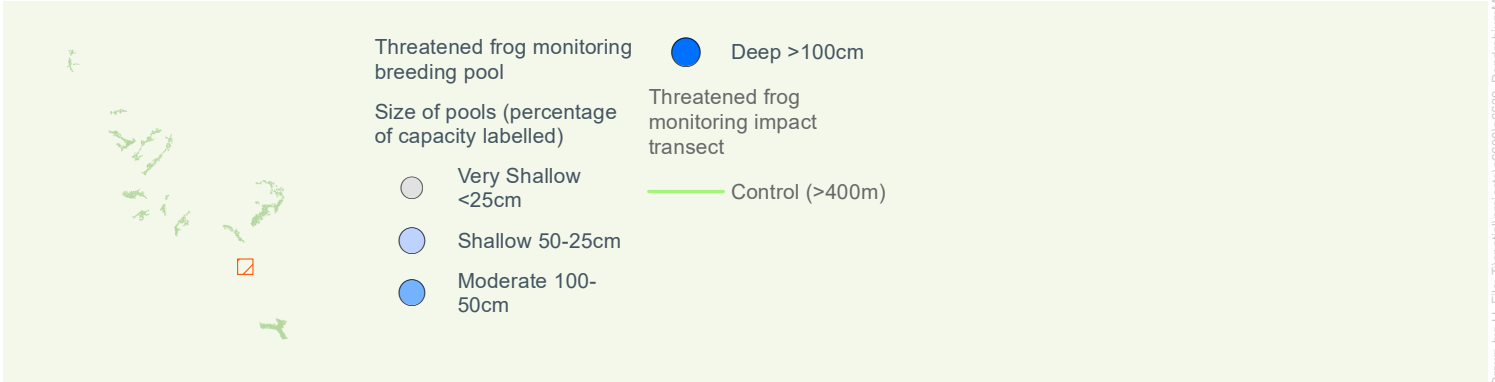 Threatened frog monitoring
breeding pool
Size of pools (percentage
of capacity labelled)
Very Shallow
<25cm
Shallow 50-25cm
Moderate 100-
50cm
Deep >100cm
Threatened frog
monitoring impact
transect
Control (>400m)